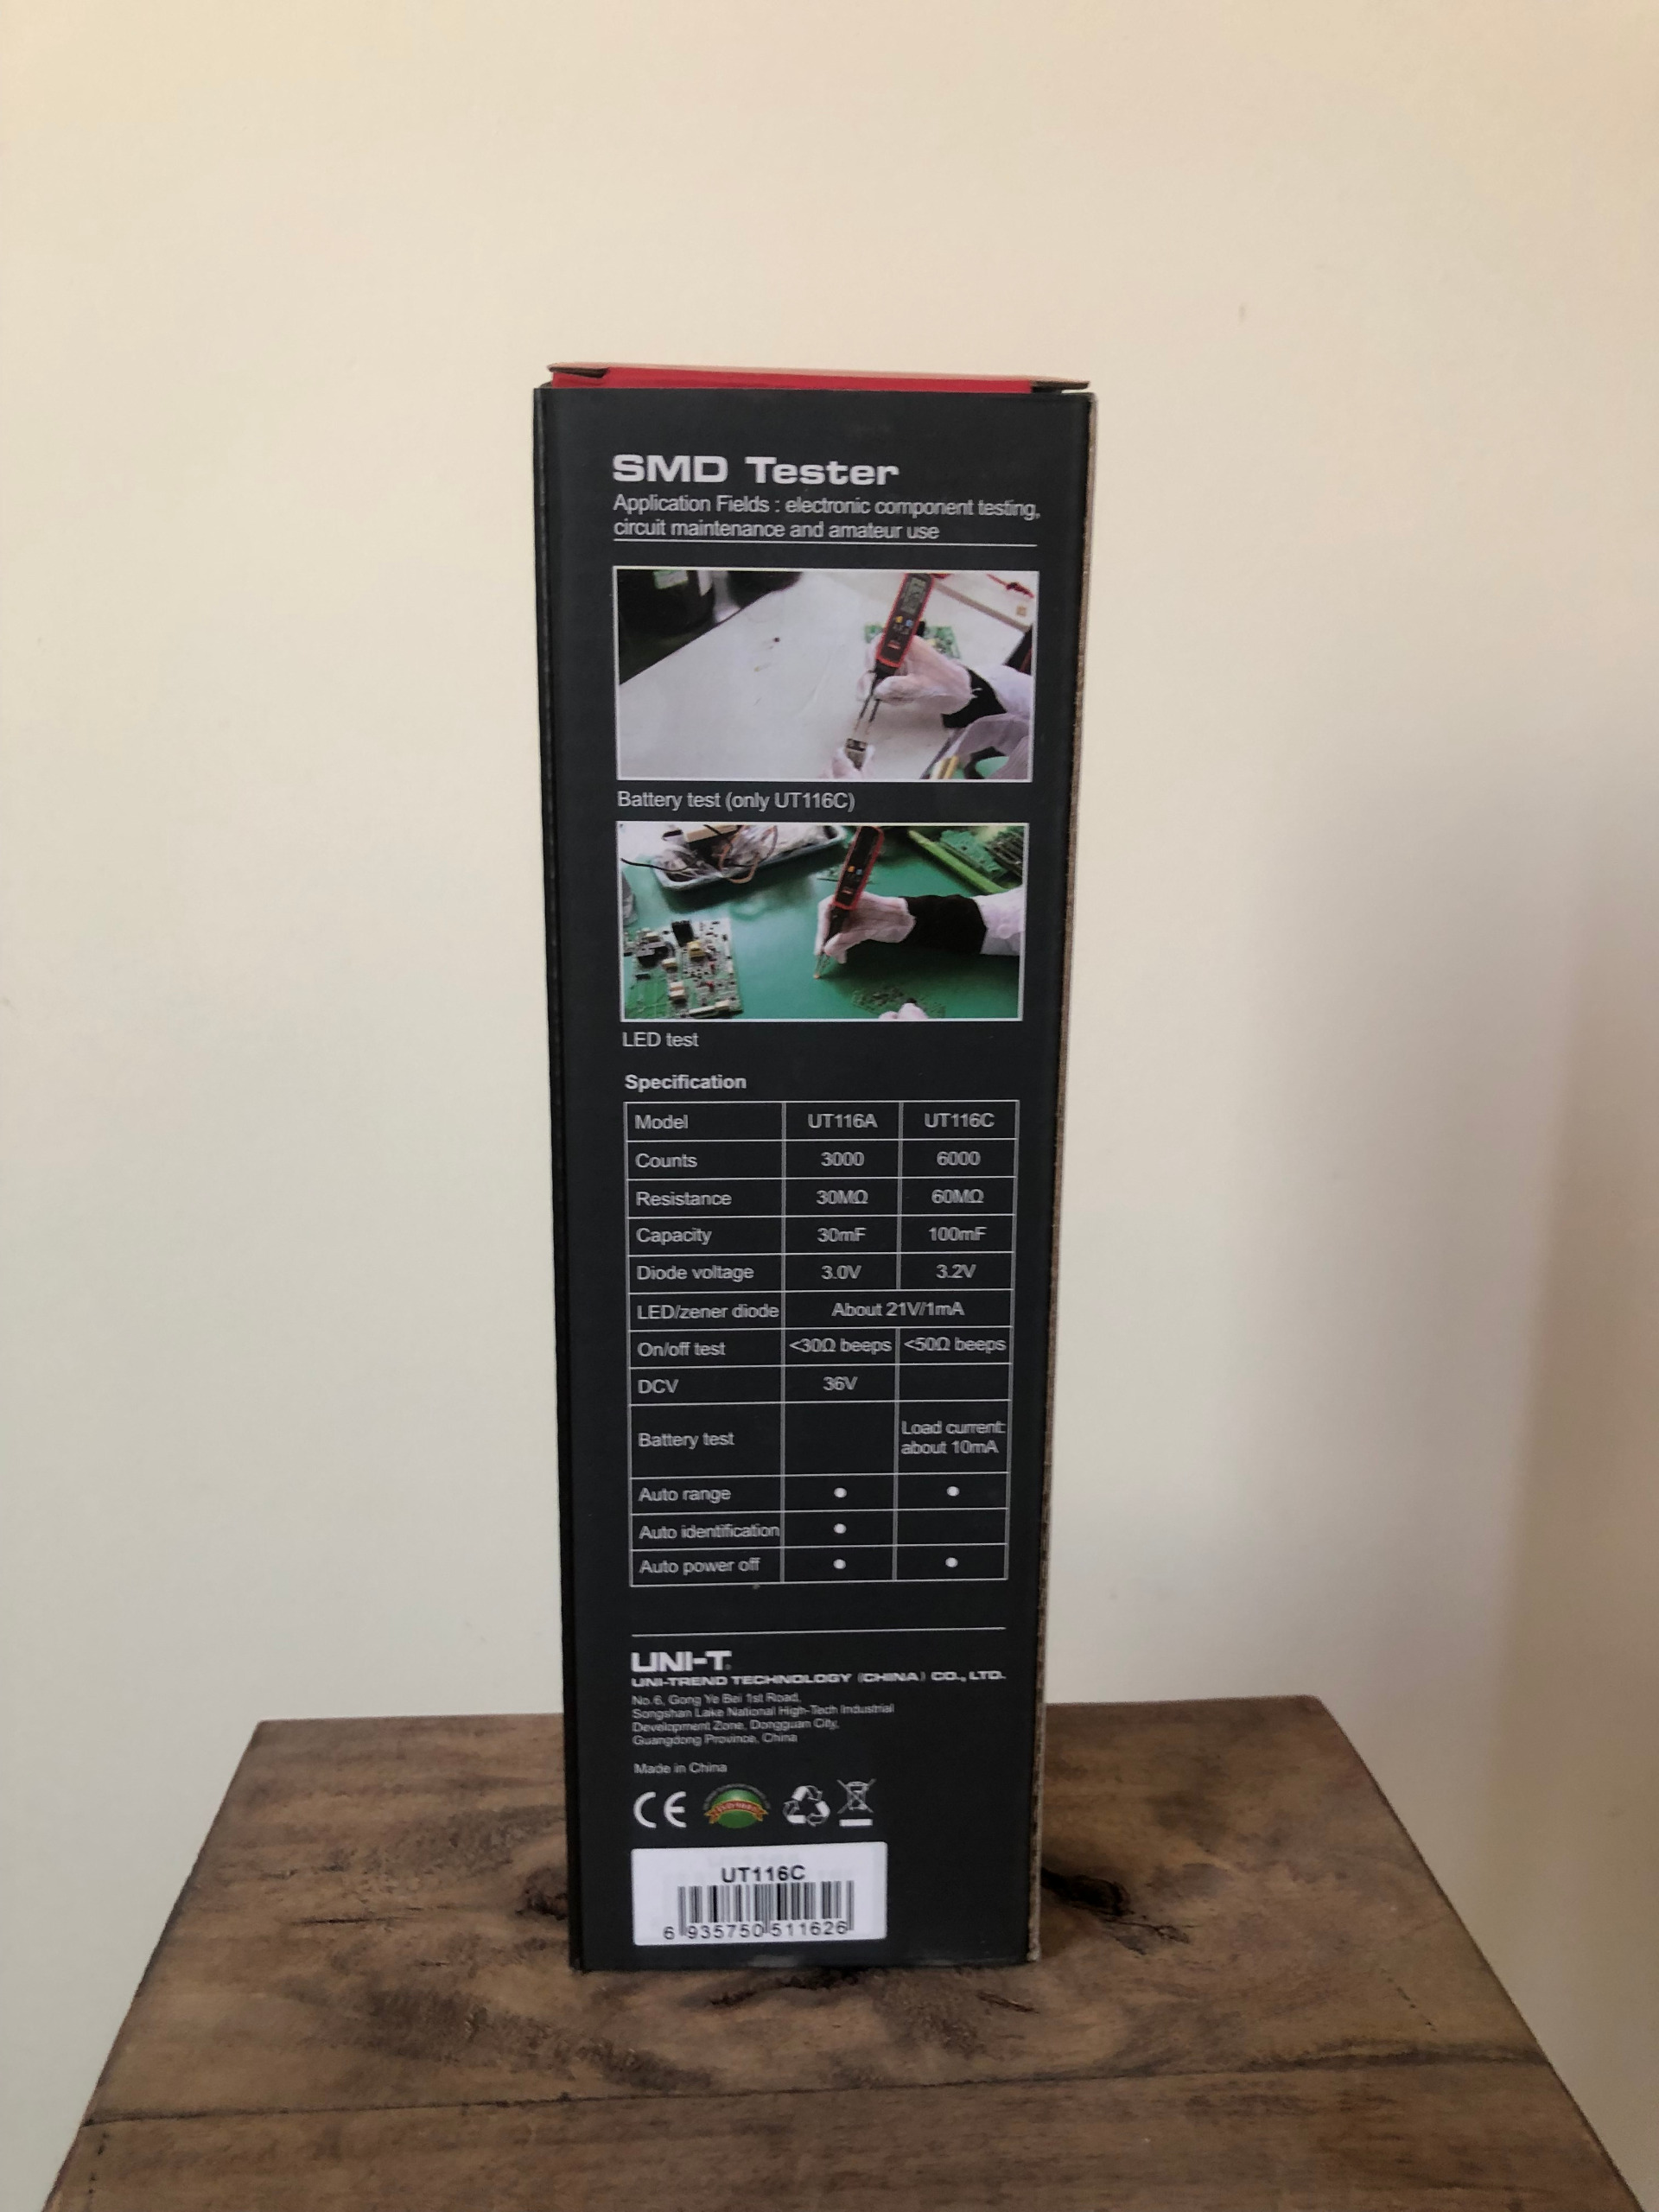 SMD Tester
Application Fields : electronic component testing,
circuit maintenance and amateur use
Battery test (only UT116C)
LED test
Specification
Model UT116A UT116C
Counts 3000 6000
Resistance 30MΩ 60MΩ
Capacity 30mF 100mF
Diode voltage 3.0V 3.2V
LED/zener diode About 21V/1mA
On/off test <30Ω beeps <50Ω beeps
DCV 36V
Battery test Load current: about 10mA
Auto range ● ●
Auto identification ●
Auto power off ● ●
UNI-T.
UNI-TREND TECHNOLOGY (CHINA) CO., LTD.
No.6, Gong Ye Bei 1st Road,
Songshan Lake National High-Tech Industrial
Development Zone, Dongguan City,
Guangdong Province, China
Made in China
CE
UT116C
6 935750 511626